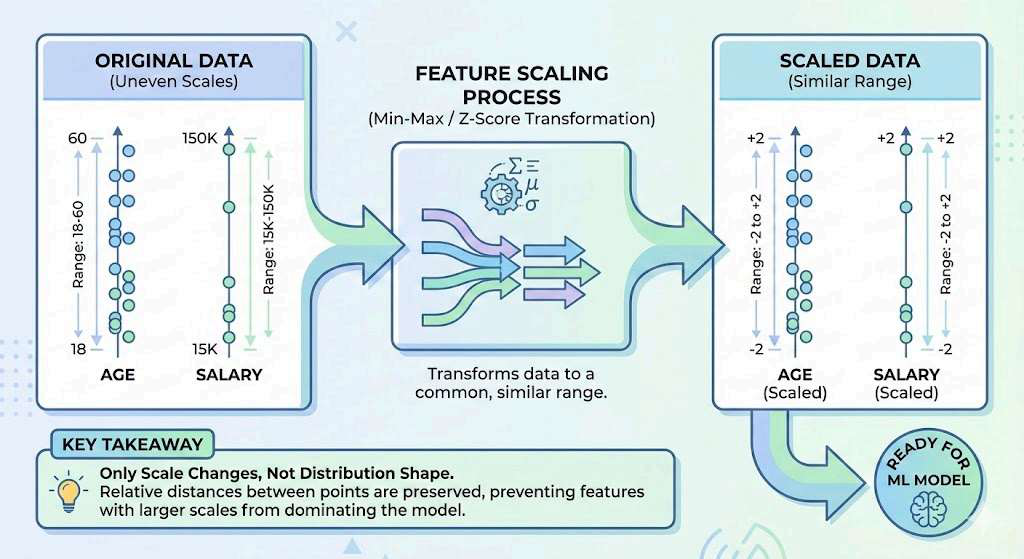 ORIGINAL DATA
(Uneven Scales)
60
150K
Range: 18-60
Range: 15K-150K
18
15K
AGE
SALARY
FEATURE SCALING
PROCESS
(Min-Max / Z-Score Transformation)
Σ Ξ
μ
σ
Transforms data to a
common, similar range.
SCALED DATA
(Similar Range)
+2
+2
+2
Range: -2 to +2
Range: -2 to +2
-2
-2
AGE
(Scaled)
SALARY
(Scaled)
KEY TAKEAWAY
Only Scale Changes, Not Distribution Shape.
Relative distances between points are preserved, preventing features
with larger scales from dominating the model.
READY FOR
ML MODEL